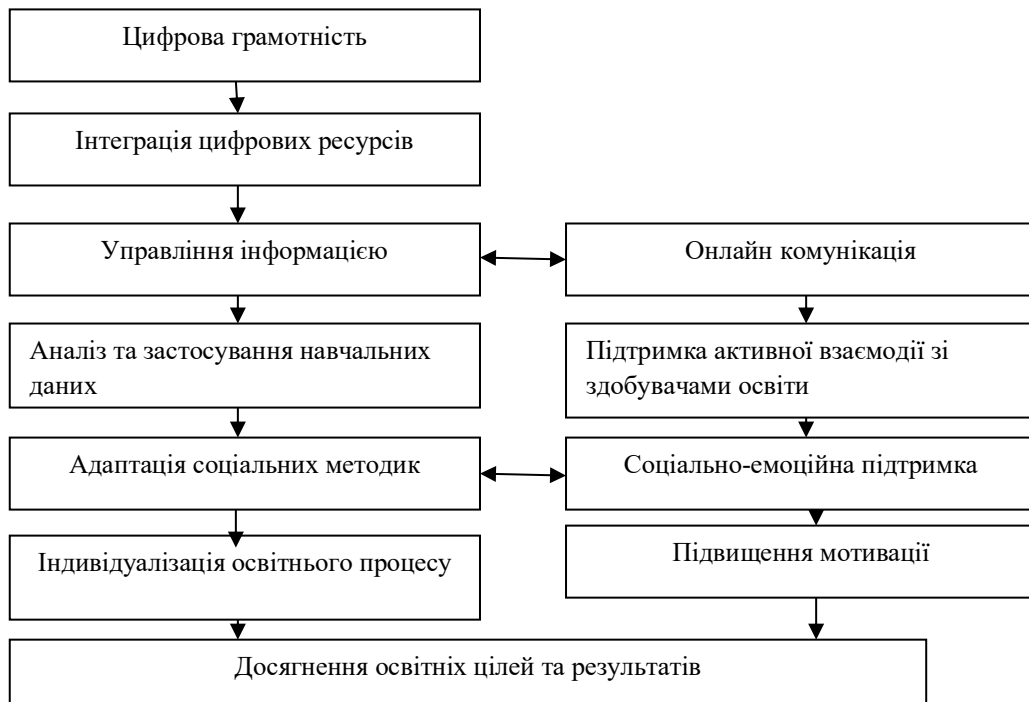 Цифрова грамотність
Інтеграція цифрових ресурсів
Управління інформацією
Онлайн комунікація
Аналіз та застосування навчальних
даних
Підтримка активної взаємодії зі
здобувачами освіти
Адаптація соціальних методик
Соціально-емоційна підтримка
Індивідуалізація освітнього процесу
Підвищення мотивації
Досягнення освітніх цілей та результатів